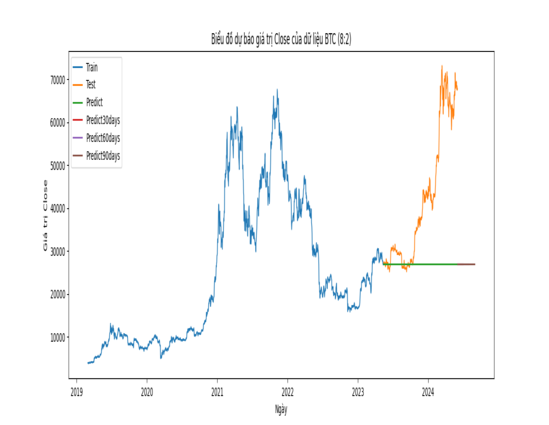 Biểu đồ dự báo giá trị Close của dữ liệu BTC (8:2)
Train
Test
Predict
Predict30days
Predict60days
Predict90days
70000
60000
50000
40000
30000
20000
10000
Giá trị Close
2019 2020 2021 2022 2023 2024
Ngày